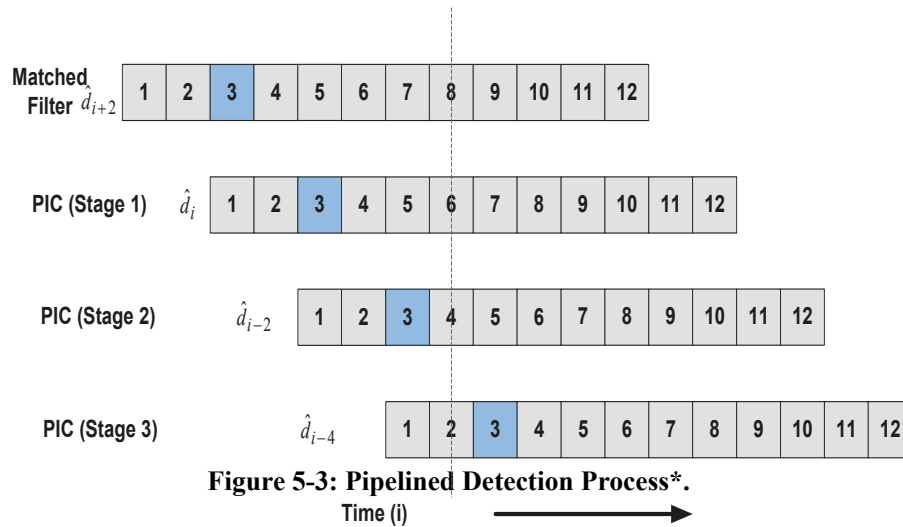 Matched Filter d̂ᵢ₊₂ 1 2 3 4 5 6 7 8 9 10 11 12
PIC (Stage 1) d̂ᵢ 1 2 3 4 5 6 7 8 9 10 11 12
PIC (Stage 2) d̂ᵢ₋₂ 1 2 3 4 5 6 7 8 9 10 11 12
PIC (Stage 3) d̂ᵢ₋₄ 1 2 3 4 5 6 7 8 9 10 11 12
Figure 5-3: Pipelined Detection Process*.
Time (i)